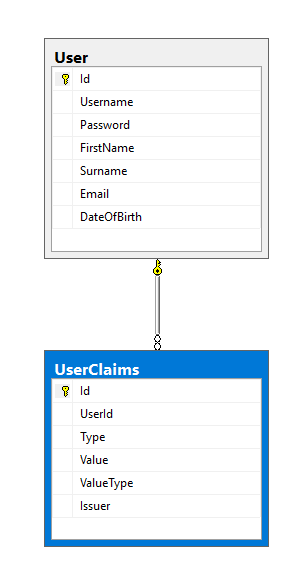 User
Id
Username
Password
FirstName
Surname
Email
DateOfBirth
UserClaims
Id
UserId
Type
Value
ValueType
Issuer